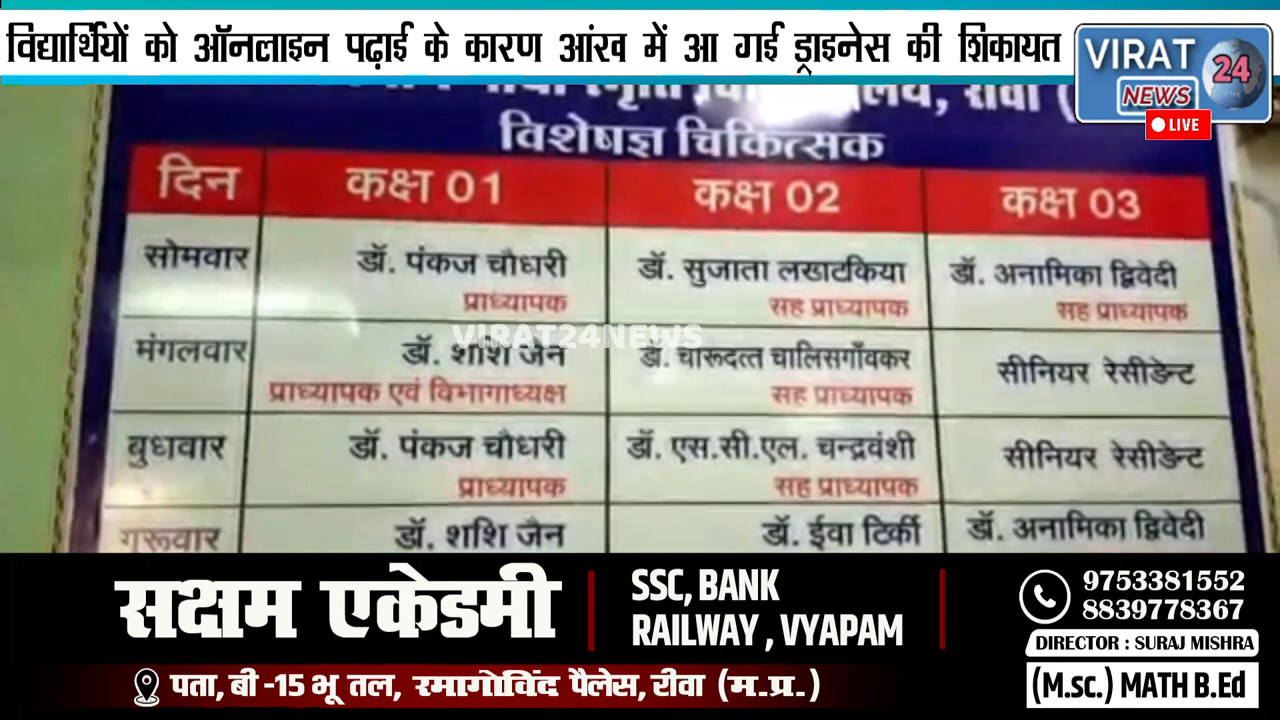 विद्यार्थियों को ऑनलाइन पढ़ाई के कारण आंख में आ गई ड्राइनेस की शिकायत
VIRAT
24
NEWS
LIVE
रीवा
विशेषज्ञ चिकित्सक
दिन कक्ष 01 कक्ष 02 कक्ष 03
सोमवार डॉ. पंकज चौधरी डॉ. सुजाता लखाटकिया डॉ. अनामिका द्विवेदी
प्राध्यापक सह प्राध्यापक सह प्राध्यापक
VIRAT24NEWS
मंगलवार डॉ. शशि जैन डॉ. चारूदत्त चालिसगाँवकर सीनियर रेसीडेन्ट
प्राध्यापक एवं विभागाध्यक्ष सह प्राध्यापक
बुधवार डॉ. पंकज चौधरी डॉ. एस.सी.एल. चन्द्रवंशी सीनियर रेसीडेन्ट
प्राध्यापक सह प्राध्यापक
गुरूवार डॉ. शशि जैन डॉ. ईवा टिर्की डॉ. अनामिका द्विवेदी
सक्षम एकेडमी
SSC, BANK
RAILWAY , VYAPAM
9753381552
8839778367
DIRECTOR : SURAJ MISHRA
(M.sc.) MATH B.Ed
पता, बी -15 भू तल, रमागोविंद पैलेस, रीवा (म.प्र.)